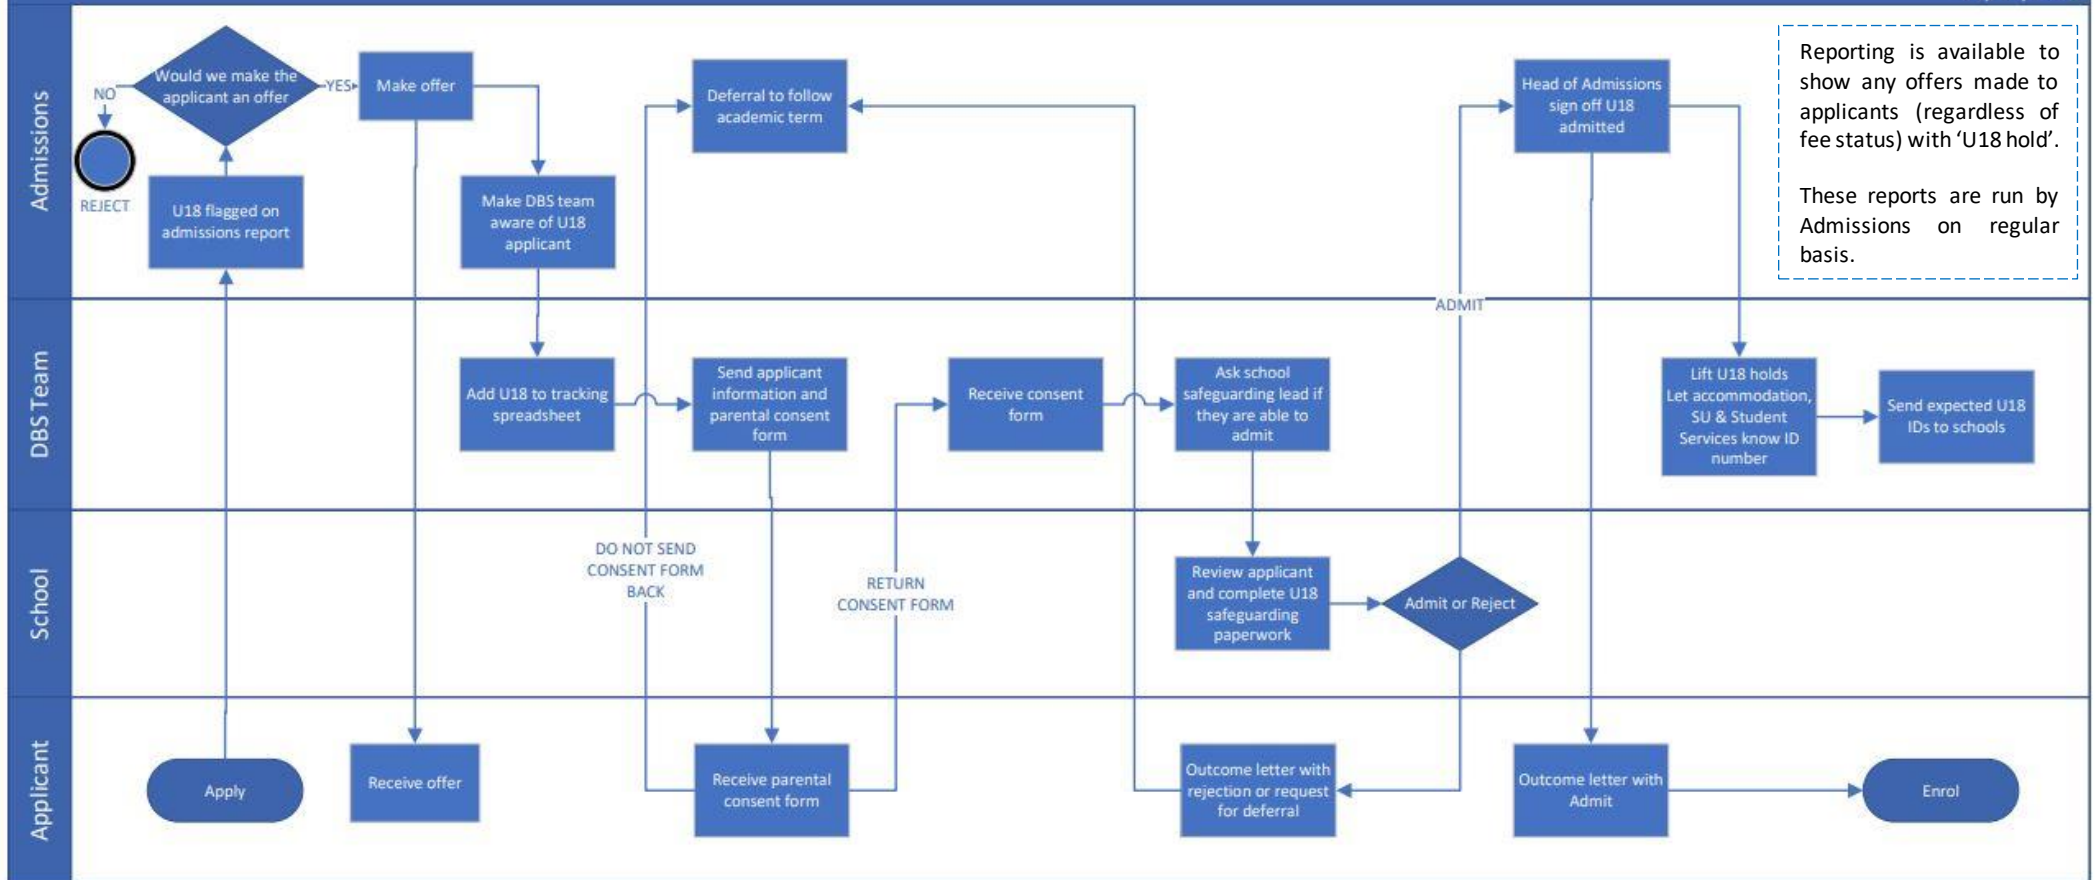 Admissions
Would we make the
applicant an offer
NO
YES
REJECT
U18 flagged on
admissions report
Make offer
Make DBS team
aware of U18
applicant
Deferral to follow
academic term
Head of Admissions
sign off U18
admitted
Reporting is available to
show any offers made to
applicants (regardless of
fee status) with ‘U18 hold’.
These reports are run by
Admissions on regular
basis.
ADMIT
DBS Team
Add U18 to tracking
spreadsheet
Send applicant
information and
parental consent
form
Receive consent
form
Ask school
safeguarding lead if
they are able to
admit
Lift U18 holds
Let accommodation,
SU & Student
Services know ID
number
Send expected U18
IDs to schools
School
DO NOT SEND
CONSENT FORM
BACK
RETURN
CONSENT FORM
Review applicant
and complete U18
safeguarding
paperwork
Admit or Reject
Applicant
Apply
Receive offer
Receive parental
consent form
Outcome letter with
rejection or request
for deferral
Outcome letter with
Admit
Enrol